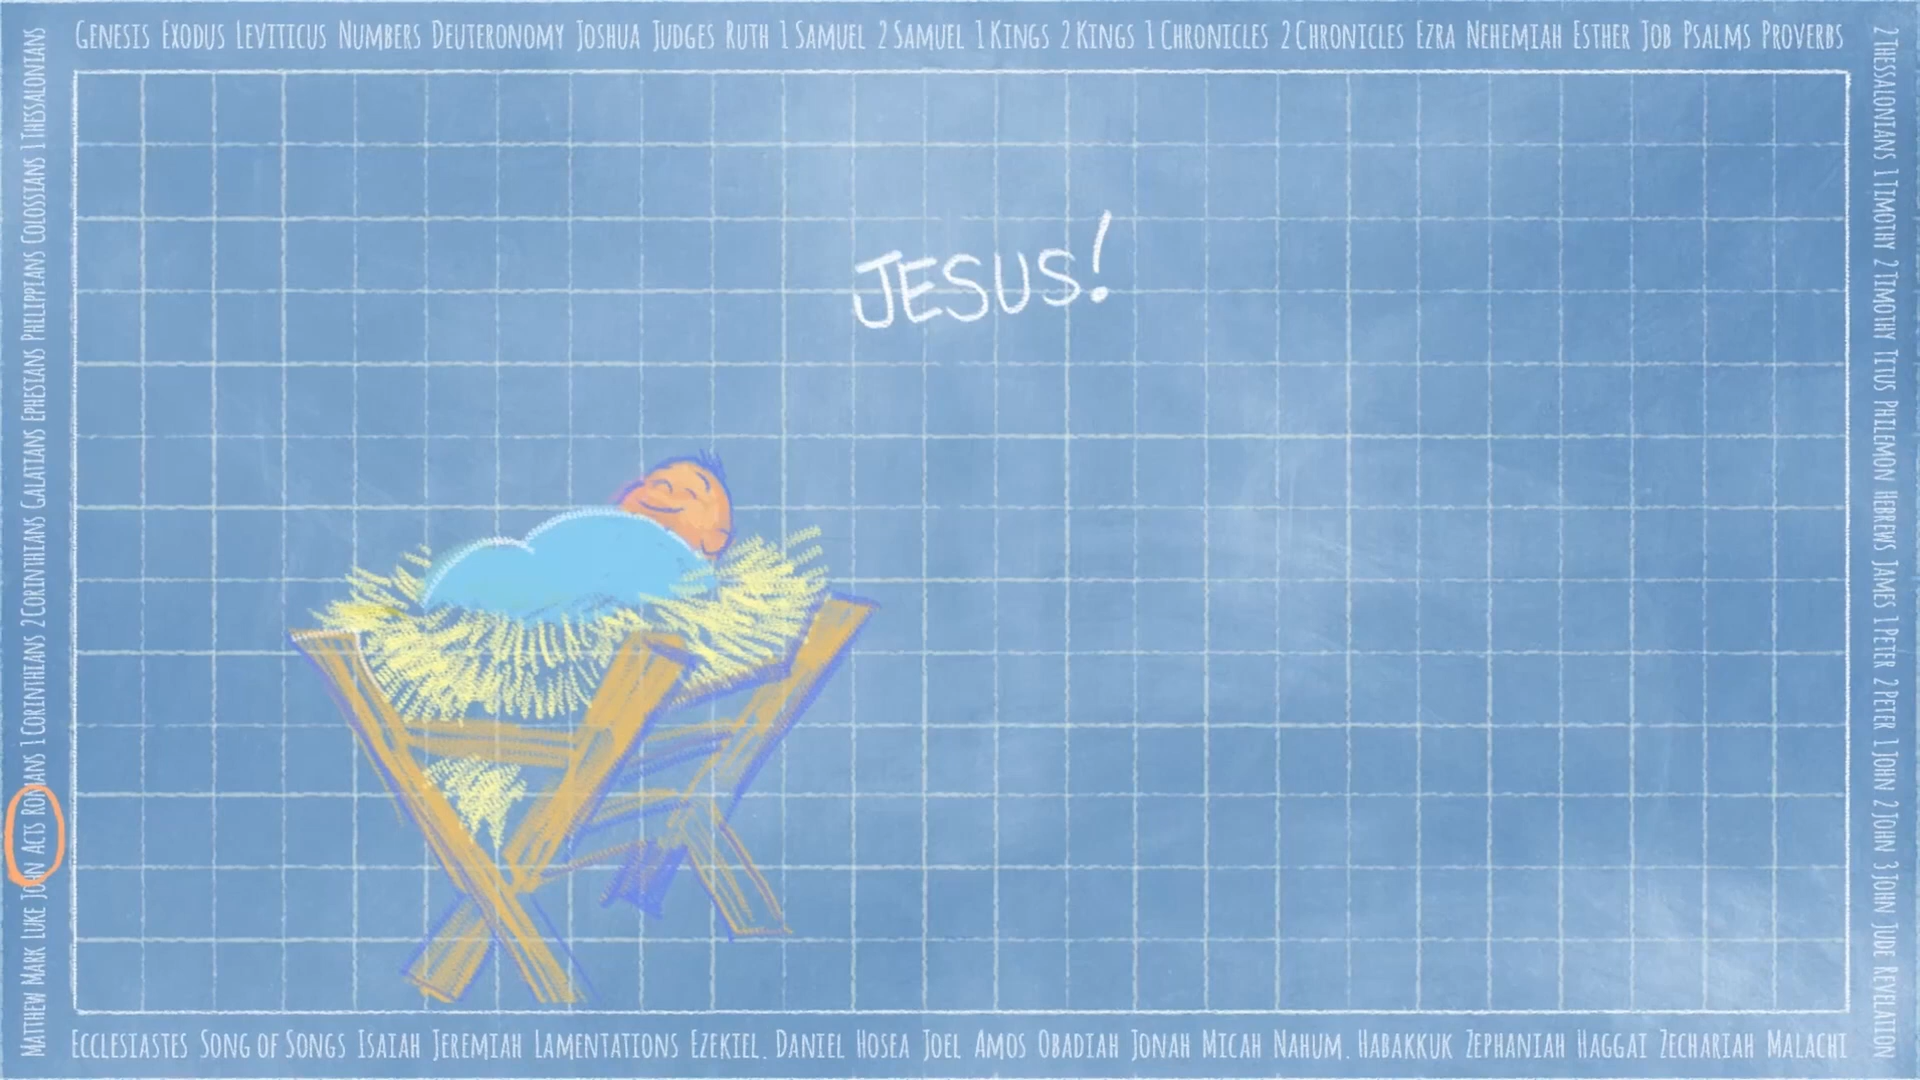 Genesis Exodus Leviticus Numbers Deuteronomy Joshua Judges Ruth 1 Samuel 2 Samuel 1 Kings 2 Kings 1 Chronicles 2 Chronicles Ezra Nehemiah Esther Job Psalms Proverbs
JESUS!
Ecclesiastes Song of Songs Isaiah Jeremiah Lamentations Ezekiel. Daniel Hosea Joel Amos Obadiah Jonah Micah Nahum. Habakkuk Zephaniah Haggai Zechariah Malachi
Matthew Mark Luke John Acts Romans 1 Corinthians 2 Corinthians Galatians Ephesians Philippians Colossians 1 Thessalonians
2 Thessalonians 1 Timothy 2 Timothy Titus Philemon Hebrews James 1 Peter 2 Peter 1 John 2 John 3 John Jude Revelation